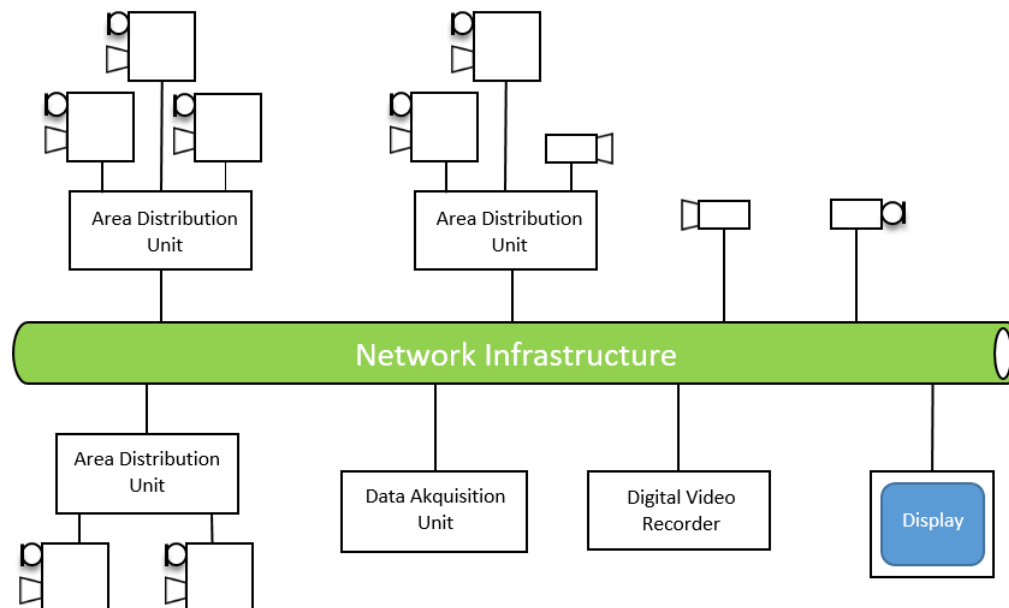 Area Distribution
Unit
Area Distribution
Unit
Network Infrastructure
Area Distribution
Unit
Data Akquisition
Unit
Digital Video
Recorder
Display